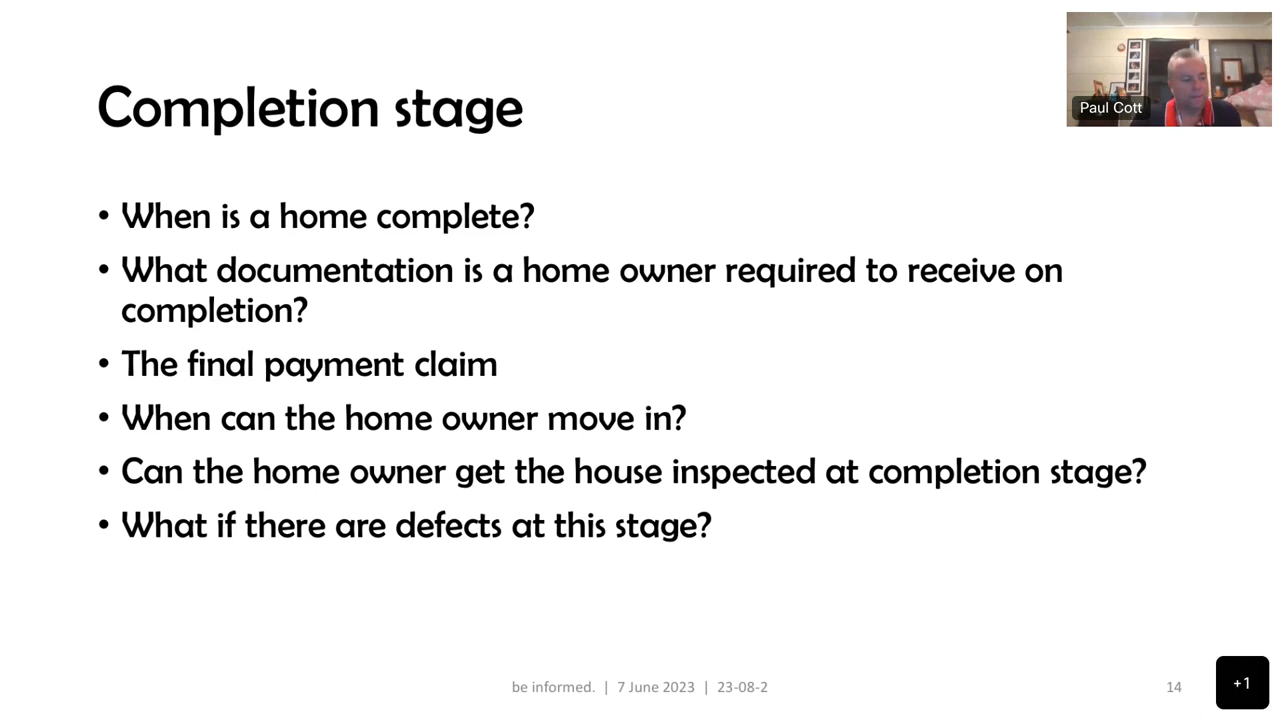 Completion stage
Paul Cott
• When is a home complete?
• What documentation is a home owner required to receive on
completion?
• The final payment claim
• When can the home owner move in?
• Can the home owner get the house inspected at completion stage?
• What if there are defects at this stage?
be informed. | 7 June 2023 | 23-08-2
14
+1